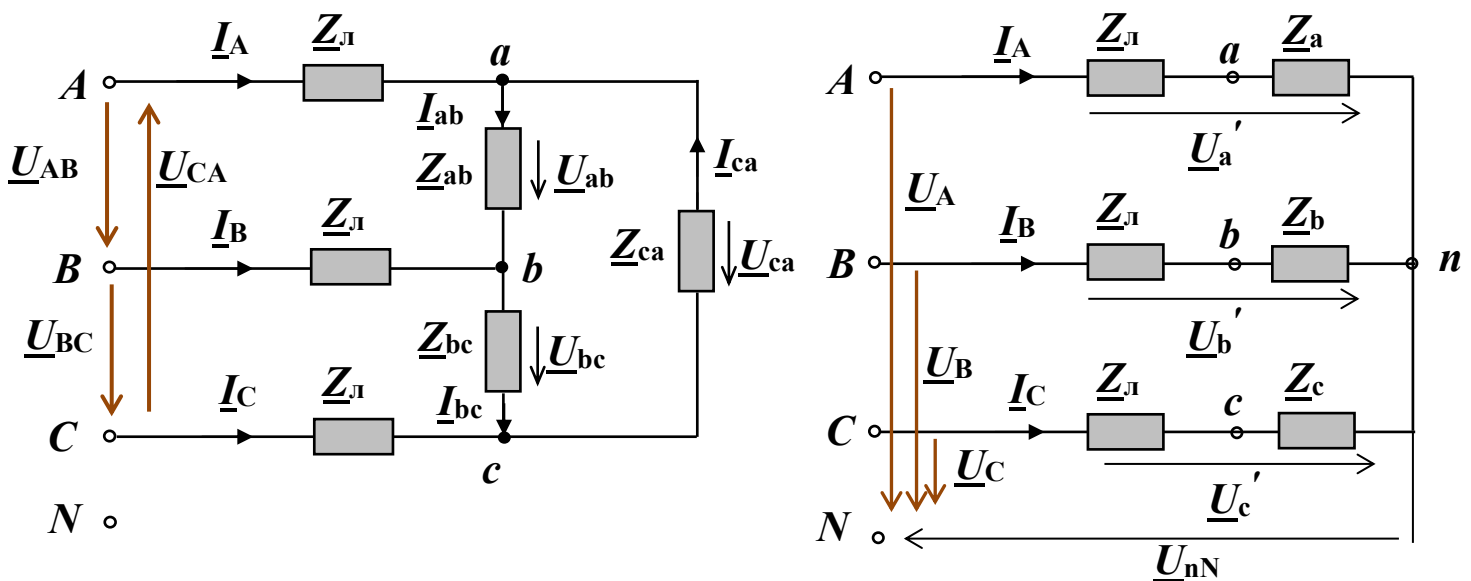 I_A Z_л a
A
I_ab
U_AB U_CA Z_ab U_ab I_ca
I_B Z_л
B b Z_ca U_ca
U_BC Z_bc U_bc
I_C Z_л I_bc
C
c
N
I_A Z_л a Z_a
A
U_a′
U_A
I_B Z_л b Z_b
B n
U_b′
U_B
I_C Z_л c Z_c
C
U_C
U_c′
N
U_nN